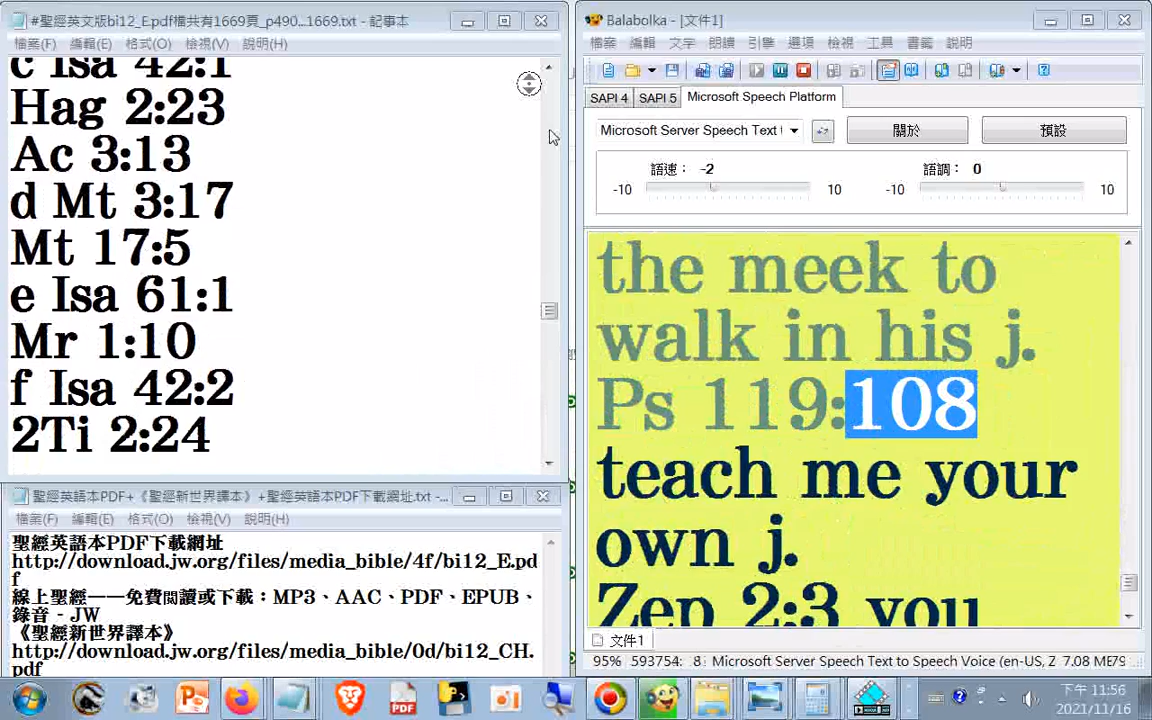 #聖經英文版bi12_E.pdf檔共有1669頁_p490...1669.txt - 記事本
檔案(F) 編輯(E) 格式(O) 檢視(V) 說明(H)
c Isa 42:1
Hag 2:23
Ac 3:13
d Mt 3:17
Mt 17:5
e Isa 61:1
Mr 1:10
f Isa 42:2
2Ti 2:24
聖經英語本PDF+《聖經新世界譯本》+聖經英語本PDF下載網址.txt - ...
檔案(F) 編輯(E) 格式(O) 檢視(V) 說明(H)
聖經英語本PDF下載網址
http://download.jw.org/files/media_bible/4f/bi12_E.pd
f
線上聖經——免費閱讀或下載：MP3、AAC、PDF、EPUB、
錄音 - JW
《聖經新世界譯本》
http://download.jw.org/files/media_bible/0d/bi12_CH.
pdf
Balabolka - [文件1]
檔案 編輯 文字 朗讀 引擎 選項 檢視 工具 書籤 說明
SAPI 4 SAPI 5 Microsoft Speech Platform
Microsoft Server Speech Text 關於 預設
語速： -2 語調： 0
-10 10 -10 10
the meek to
walk in his j.
Ps 119:108
teach me your
own j.
Zep 2:3 you
文件1
95% 593754: 8 Microsoft Server Speech Text to Speech Voice (en-US, Z 7.08 ME79
下午 11:56
2021/11/16